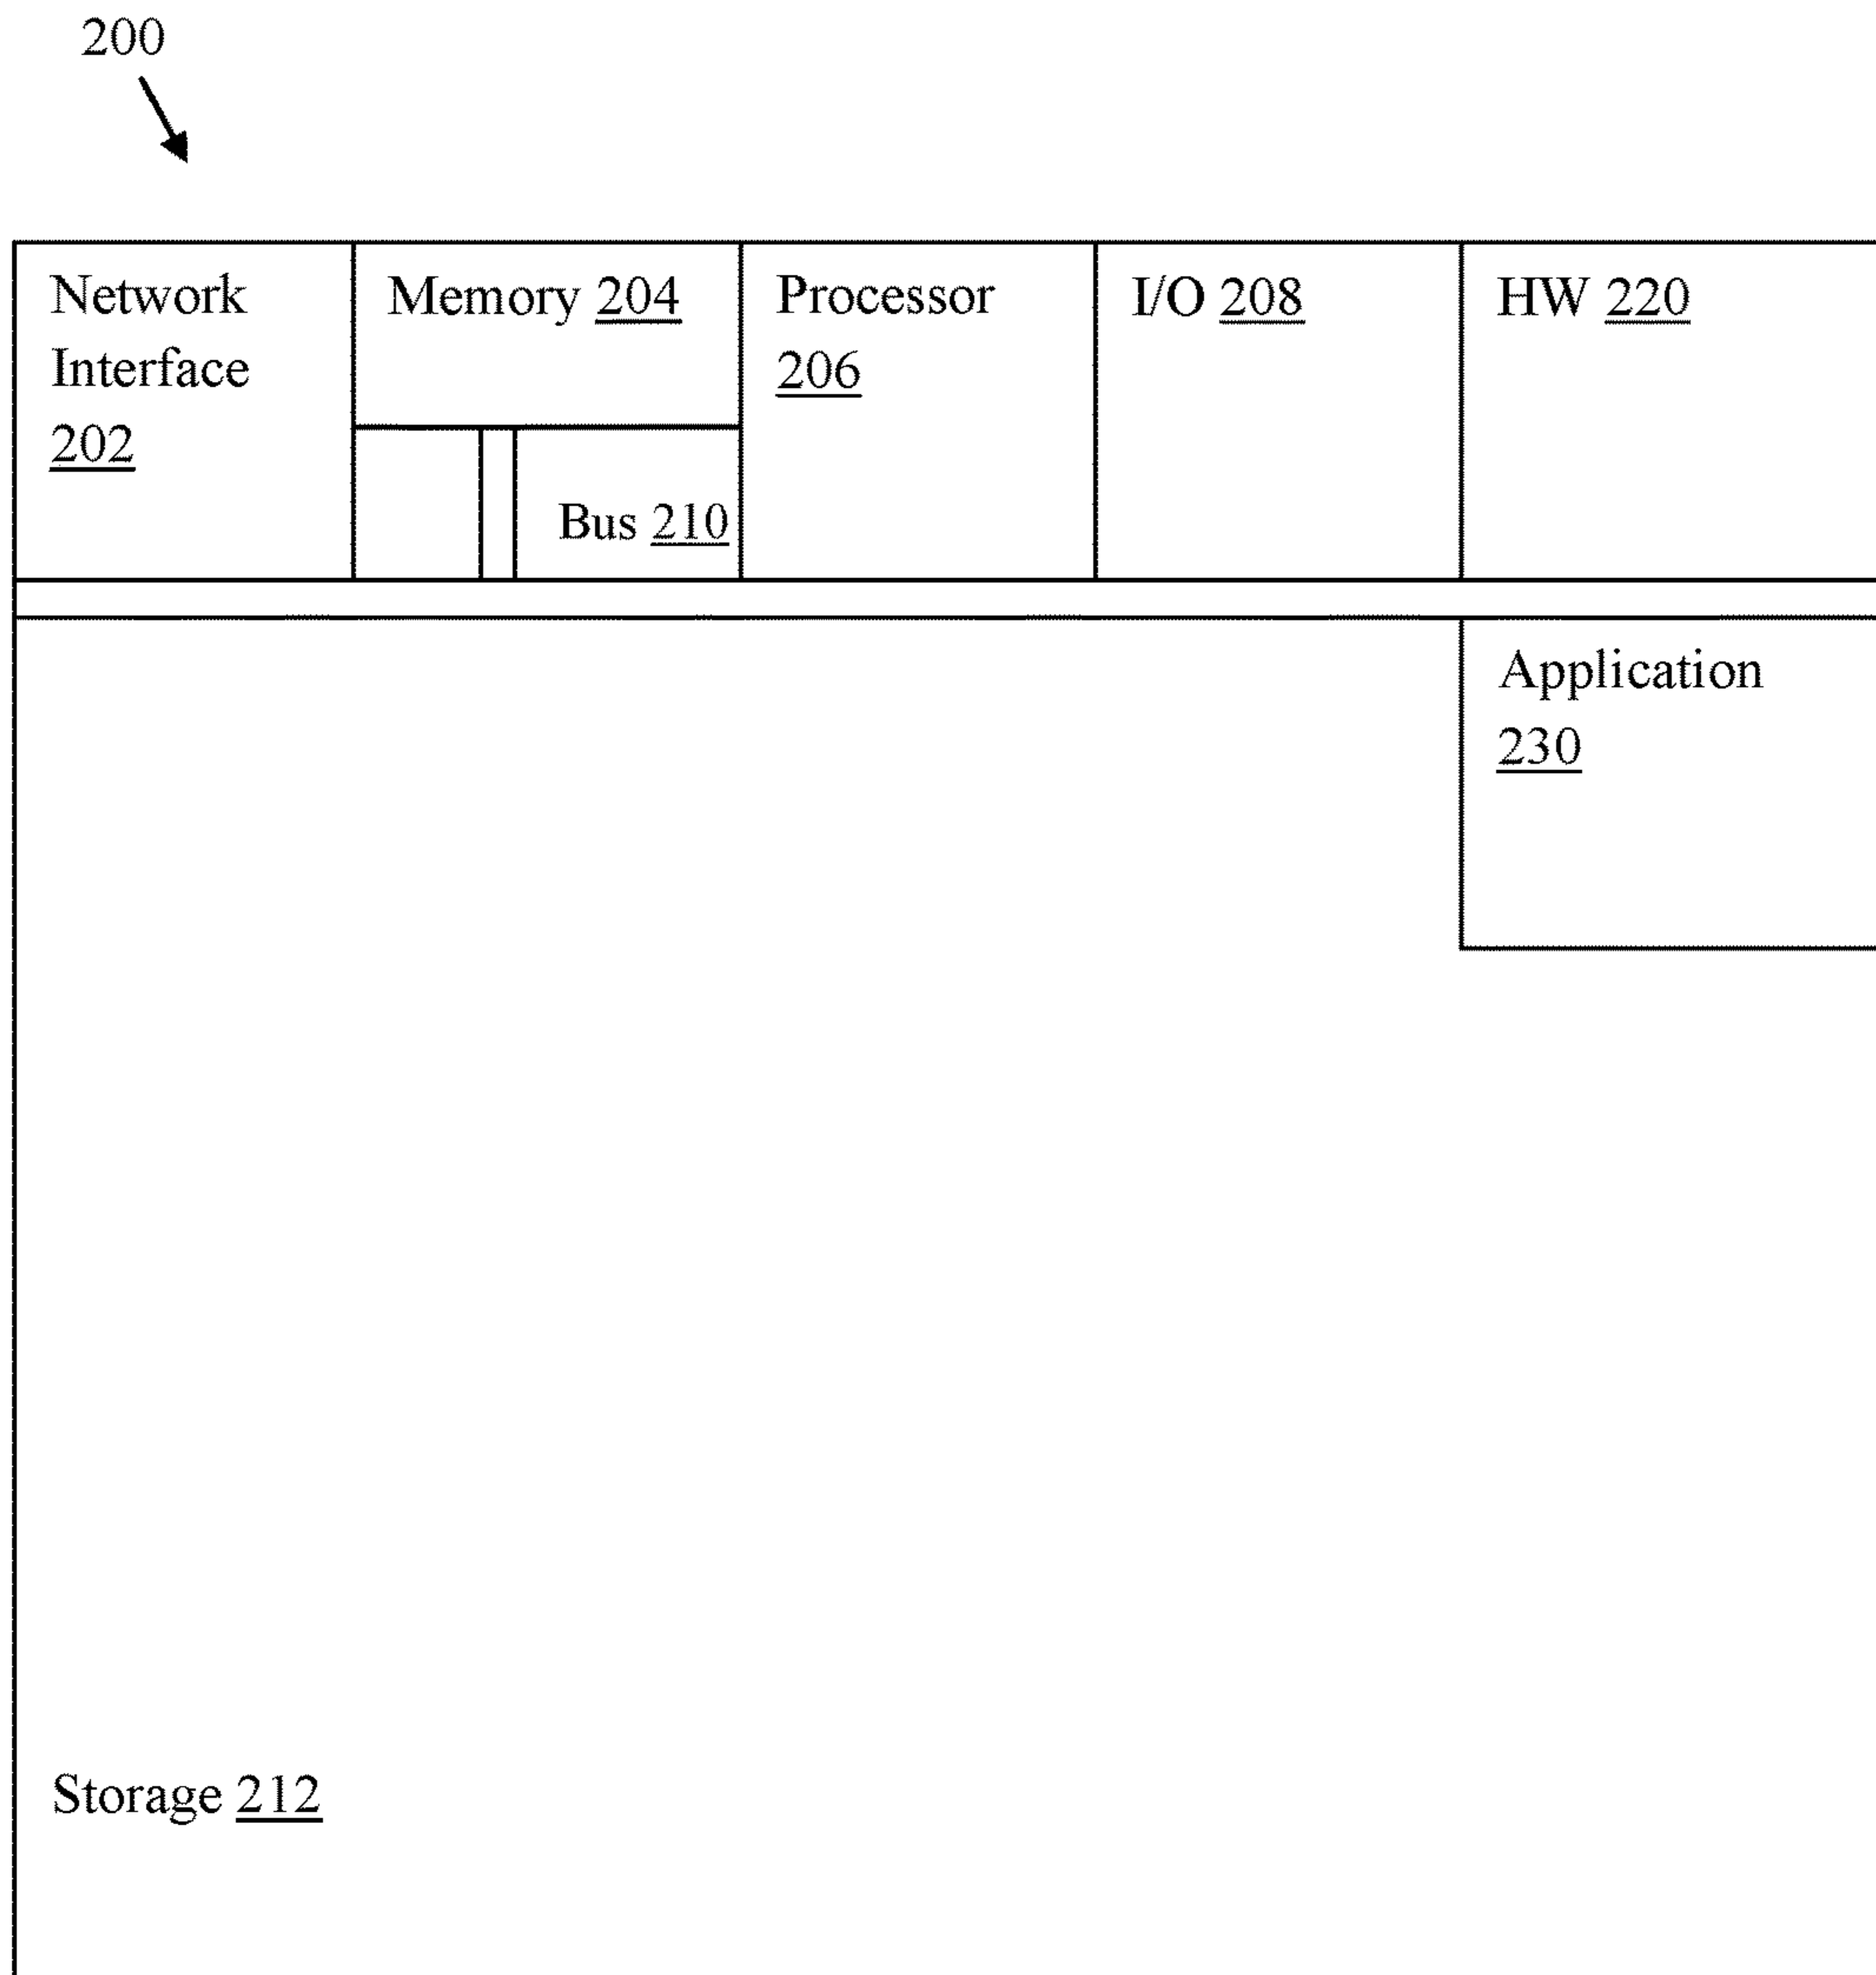 200
Network
Interface
202
Memory 204
Bus 210
Processor
206
I/O 208
HW 220
Application
230
Storage 212